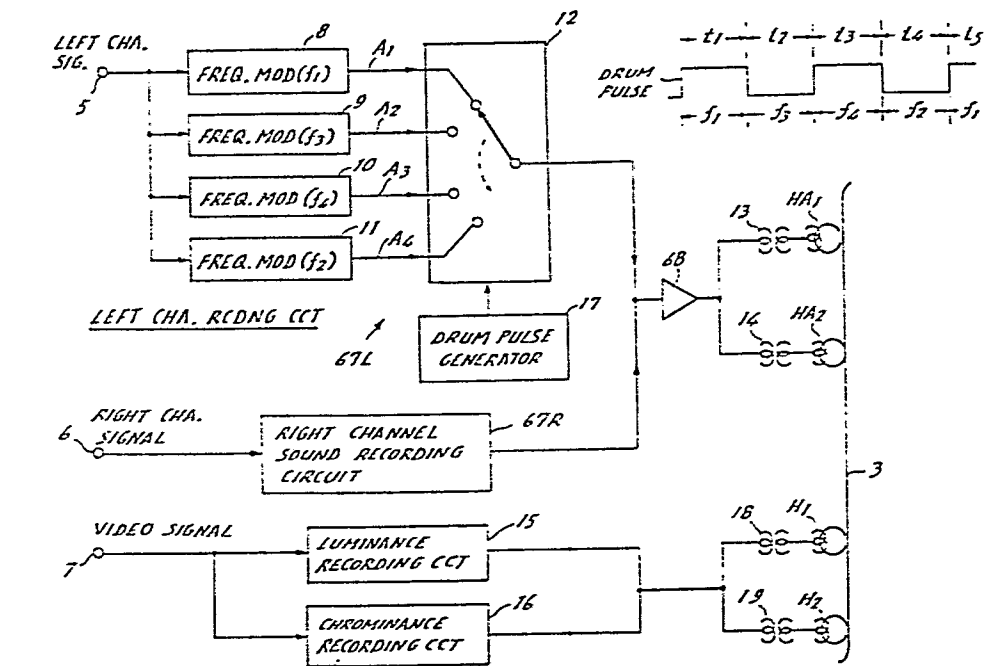 LEFT CHA.
SIG.
5
8
FREQ. MOD (f1)
A1
9
FREQ. MOD (f3)
A2
10
FREQ. MOD (f4)
A3
11
FREQ. MOD (f2)
A4
12
t1 t2 t3 t4 t5
DRUM
PULSE
f1 f3 f4 f2 f1
LEFT CHA. RCDNG CCT
67L
17
DRUM PULSE
GENERATOR
68
13
HA1
14
HA2
RIGHT CHA.
SIGNAL
6
67R
RIGHT CHANNEL
SOUND RECORDING
CIRCUIT
3
VIDEO SIGNAL
7
15
LUMINANCE
RECORDING CCT
16
CHROMINANCE
RECORDING CCT
18
H1
19
H2